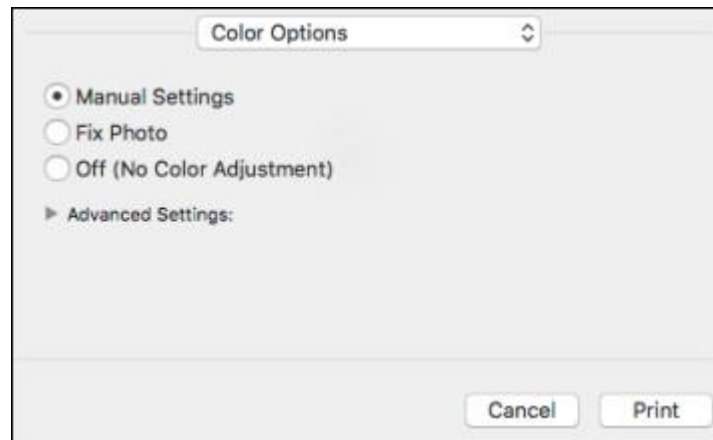 Color Options
Manual Settings
Fix Photo
Off (No Color Adjustment)
Advanced Settings:
Cancel Print